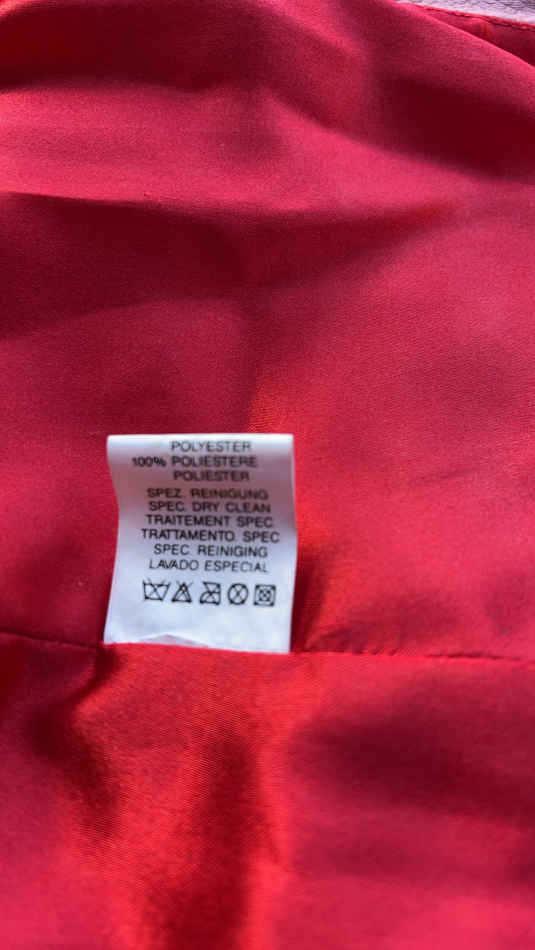 POLYESTER
100% POLIESTERE
POLIESTER
SPEZ. REINIGUNG
SPEC. DRY CLEAN
TRAITEMENT SPEC.
TRATTAMENTO. SPEC
SPEC. REINIGING
LAVADO ESPECIAL